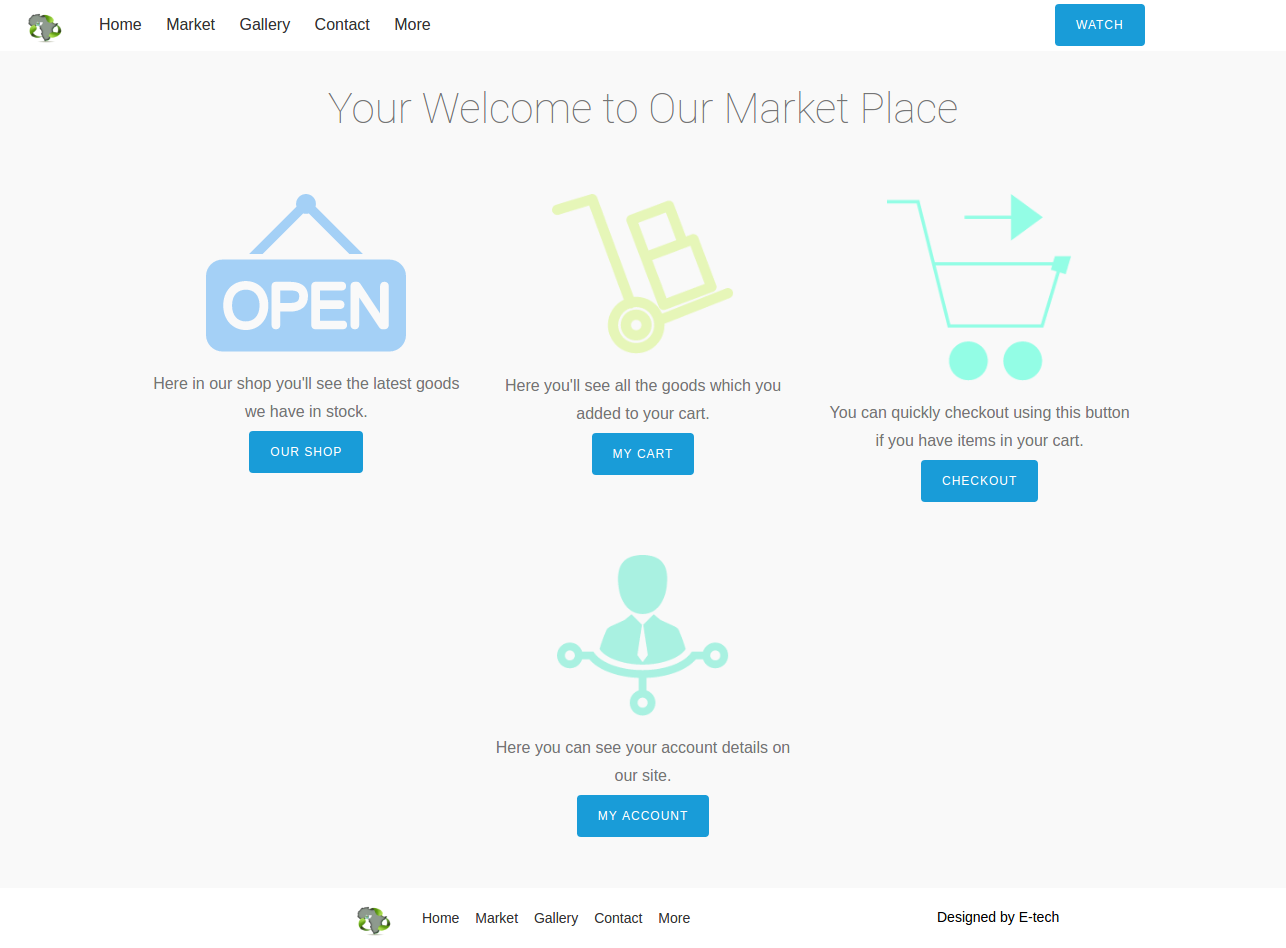 Home Market Gallery Contact More
WATCH
Your Welcome to Our Market Place
OPEN
Here in our shop you'll see the latest goods
we have in stock.
OUR SHOP
Here you'll see all the goods which you
added to your cart.
MY CART
You can quickly checkout using this button
if you have items in your cart.
CHECKOUT
Here you can see your account details on
our site.
MY ACCOUNT
Home Market Gallery Contact More
Designed by E-tech